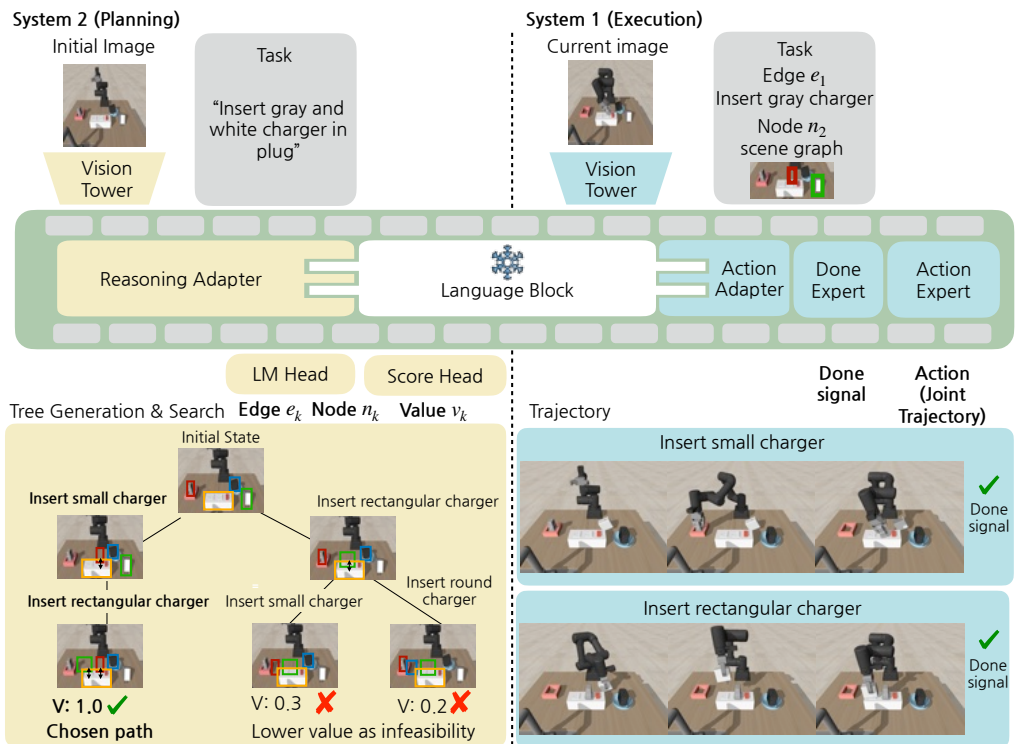 System 2 (Planning)
Initial Image
Task
"Insert gray and
white charger in
plug"
Vision
Tower
System 1 (Execution)
Current image
Task
Edge e₁
Insert gray charger
Node n₂
scene graph
Vision
Tower
Reasoning Adapter
Language Block
Action
Adapter
Done
Expert
Action
Expert
LM Head
Score Head
Tree Generation & Search
Edge eₖ
Node nₖ
Value vₖ
Initial State
Insert small charger
Insert rectangular charger
Insert rectangular charger
Insert small charger
Insert round
charger
V: 1.0
V: 0.3
V: 0.2
Chosen path
Lower value as infeasibility
Trajectory
Done
signal
Action
(Joint
Trajectory)
Insert small charger
Done
signal
Insert rectangular charger
Done
signal